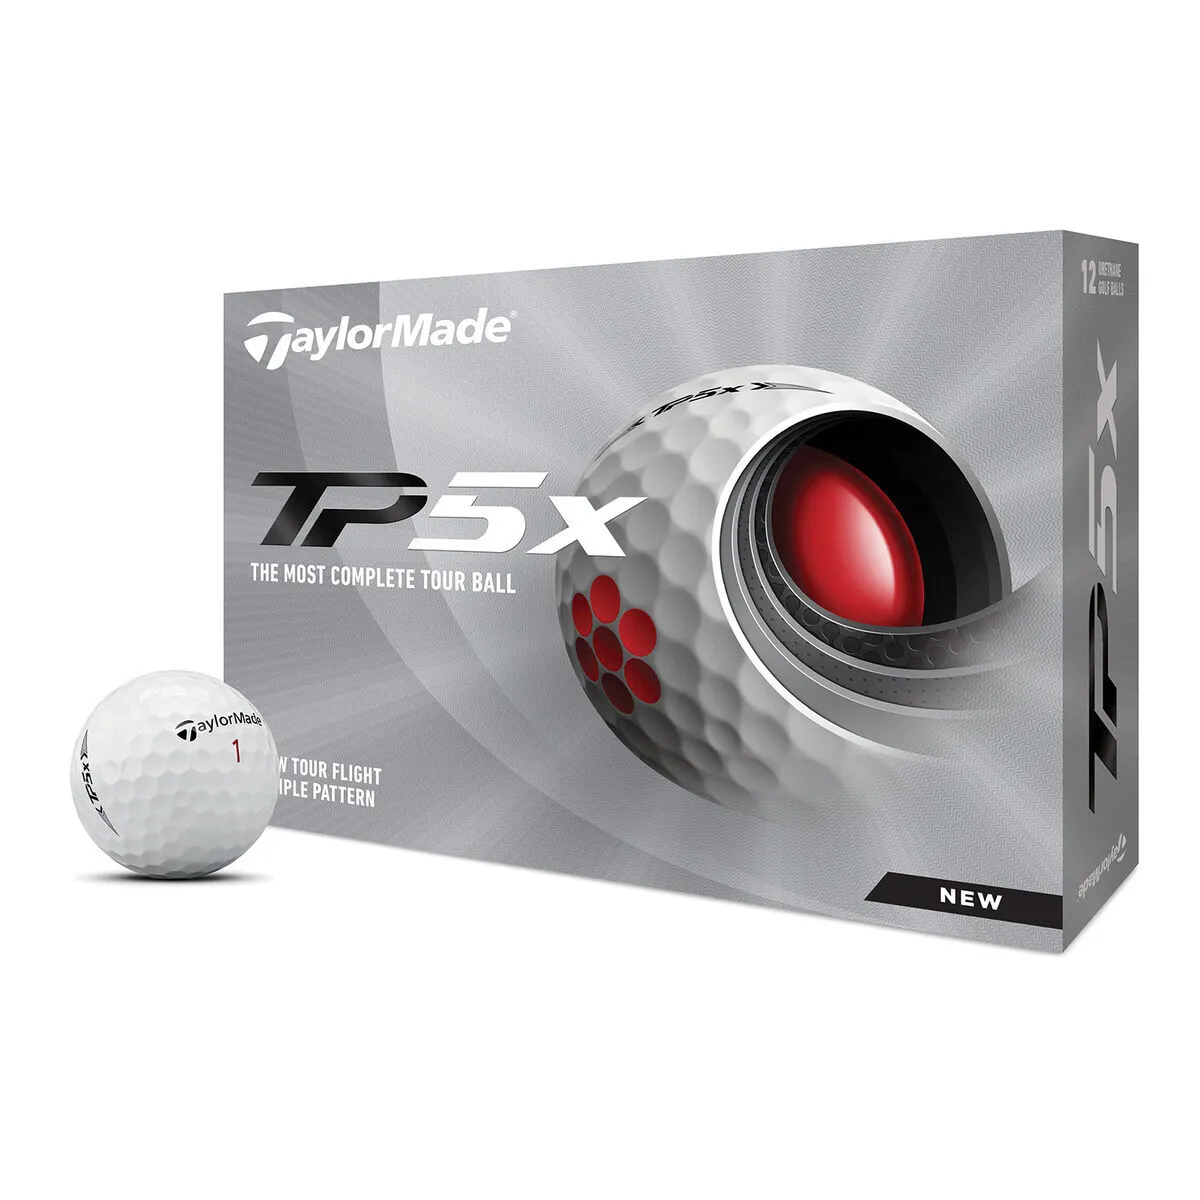 TaylorMade®
TP5x
THE MOST COMPLETE TOUR BALL
TOUR FLIGHT
PATTERN
NEW
12 URETHANE
GOLF BALLS
TP5x
TaylorMade
TP5x
TaylorMade
1
TP5x